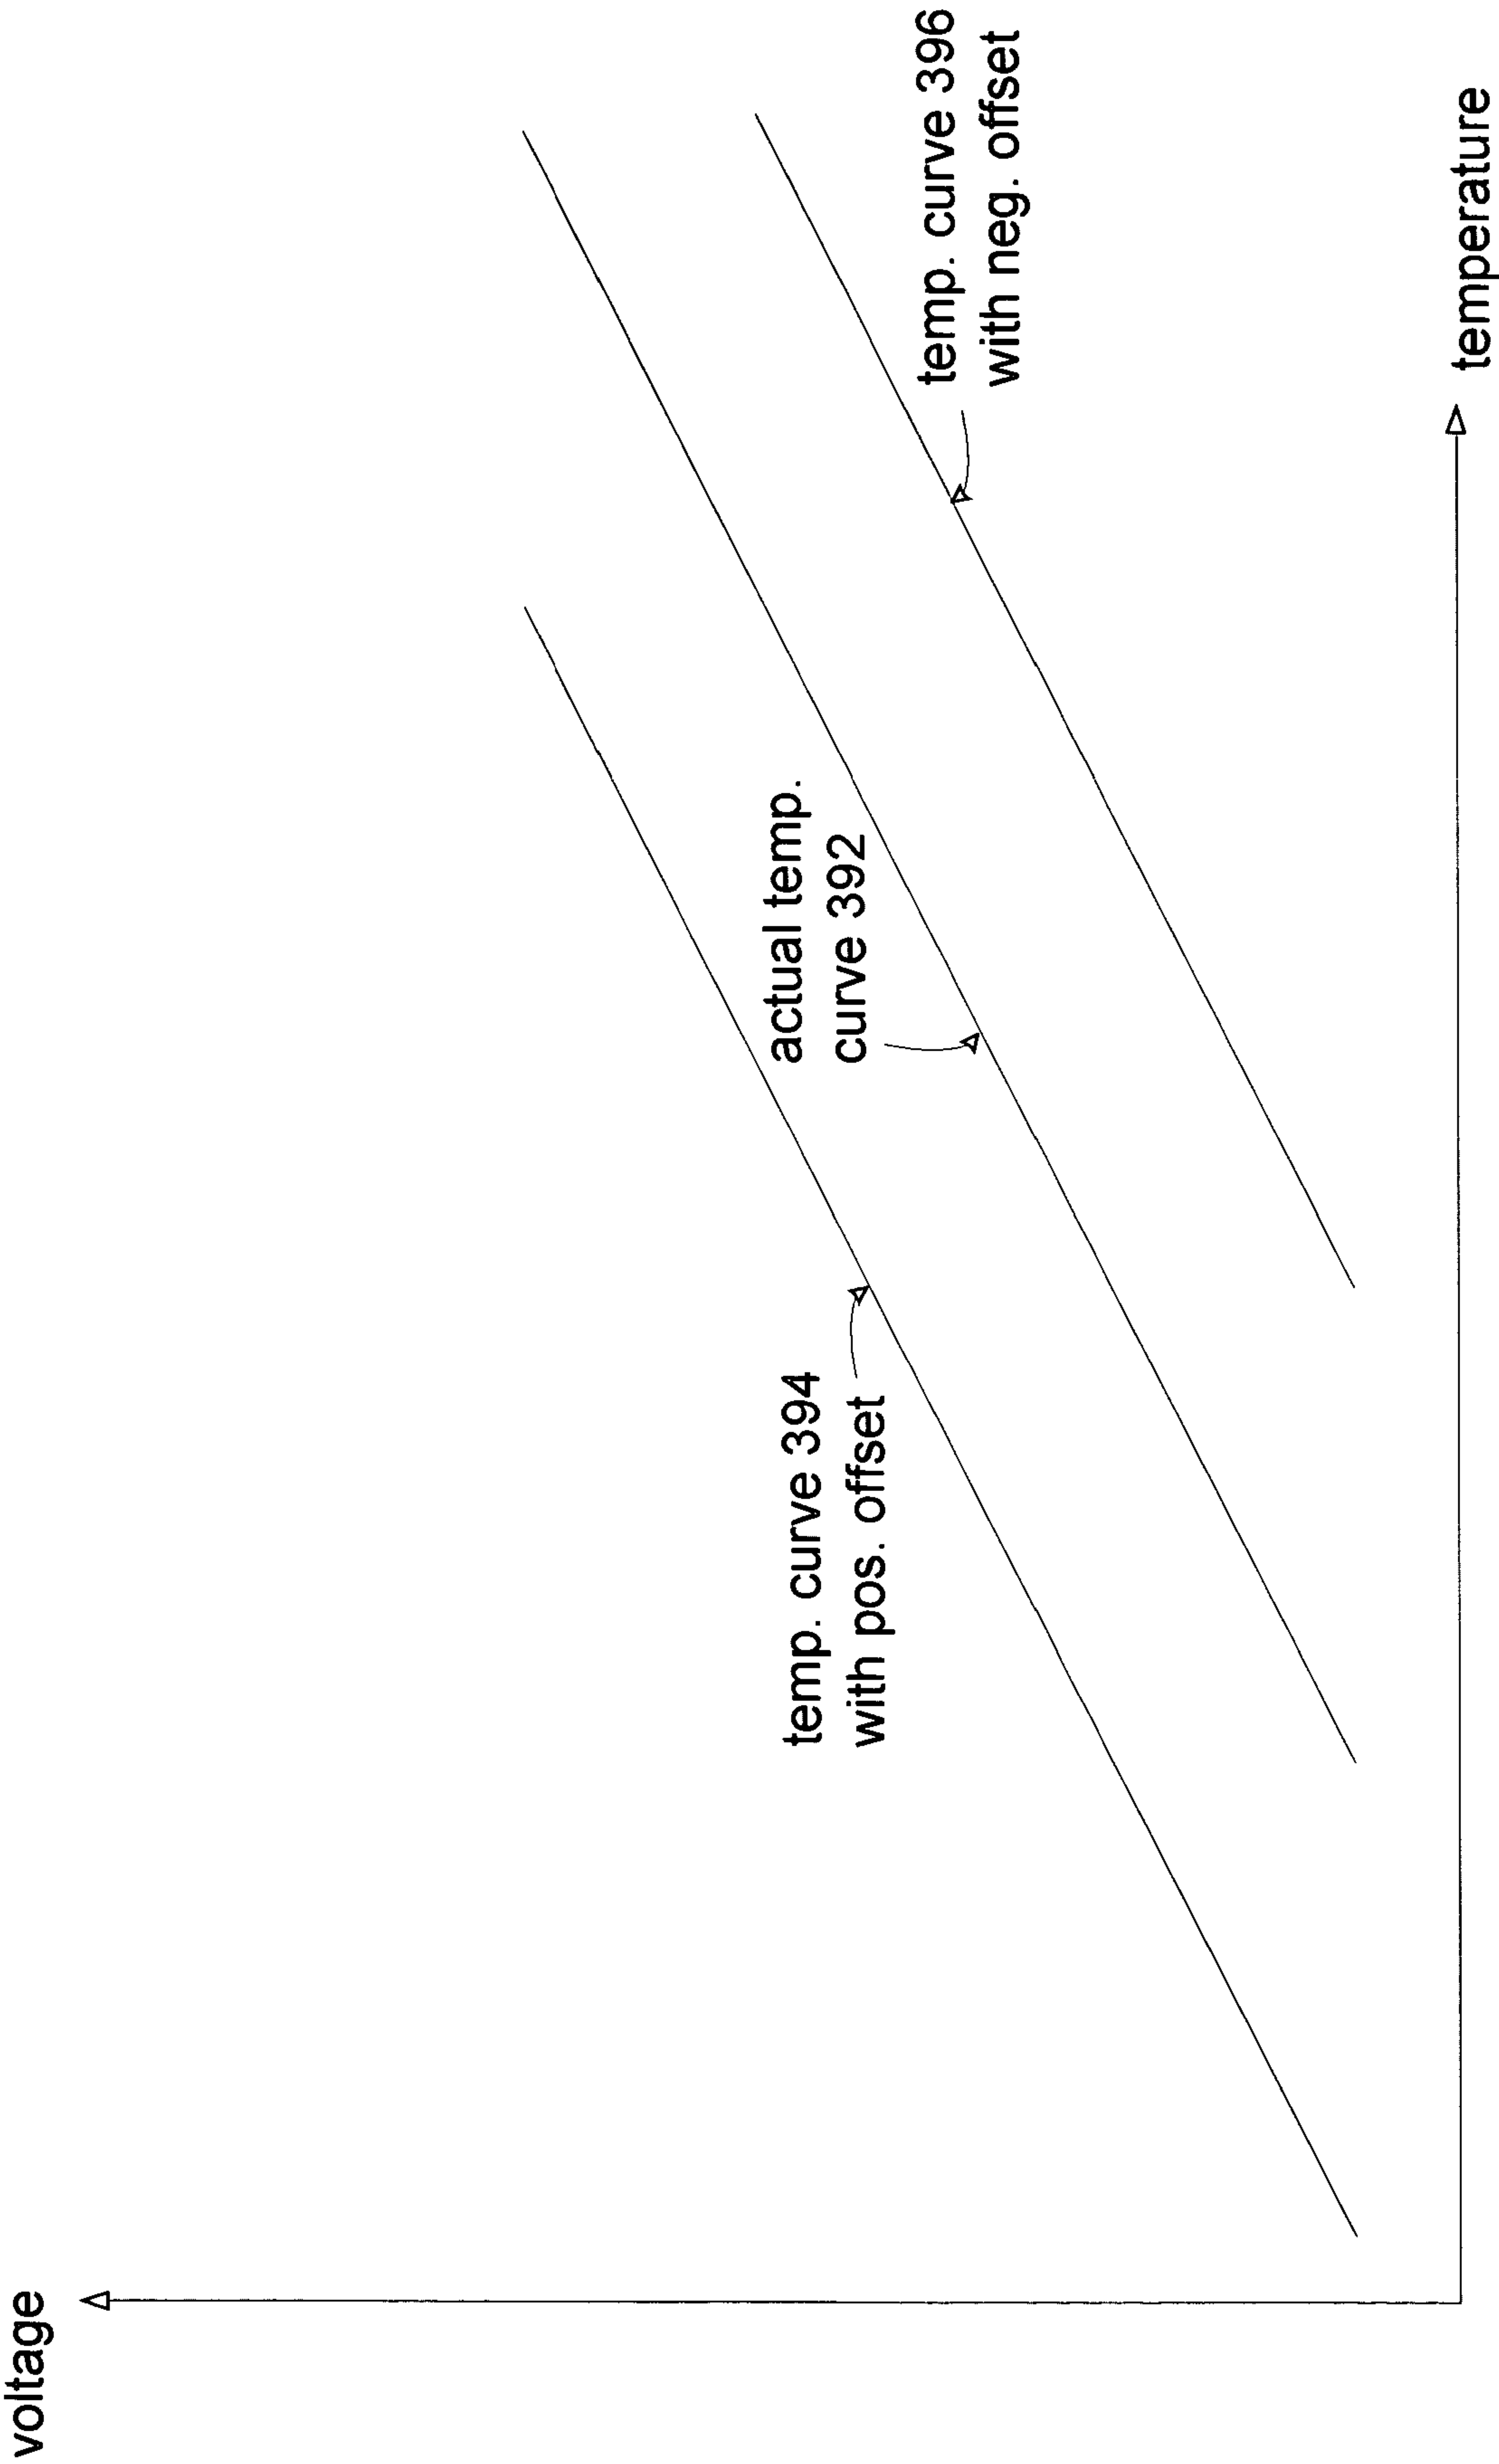 voltage
temp. curve 394
with pos. offset
actual temp.
curve 392
temp. curve 396
with neg. offset
temperature